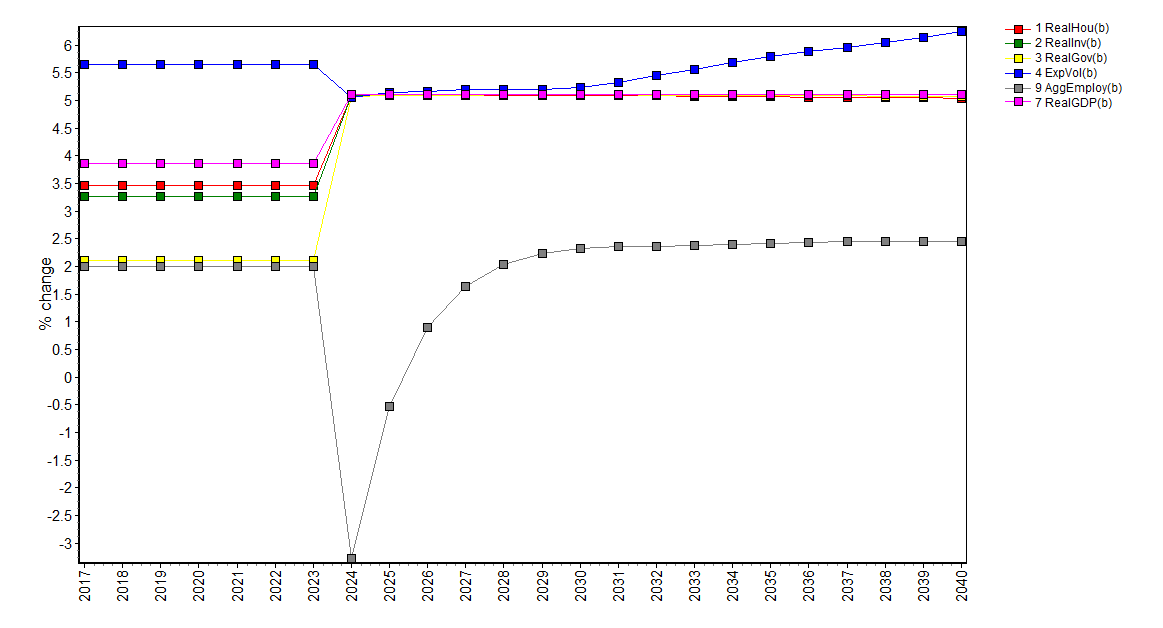 6
5.5
5
4.5
4
3.5
3
2.5
2
1.5
1
0.5
0
-0.5
-1
-1.5
-2
-2.5
-3
% change
2017 2018 2019 2020 2021 2022 2023 2024 2025 2026 2027 2028 2029 2030 2031 2032 2033 2034 2035 2036 2037 2038 2039 2040
1 RealHou(b)
2 RealInv(b)
3 RealGov(b)
4 ExpVol(b)
9 AggEmploy(b)
7 RealGDP(b)